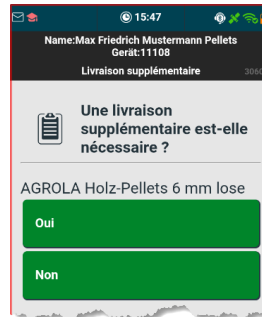 15:47
Name:Max Friedrich Mustermann Pellets
Gerät:11108
Livraison supplémentaire
3060
Une livraison
supplémentaire est-elle
nécessaire ?
AGROLA Holz-Pellets 6 mm lose
Oui
Non